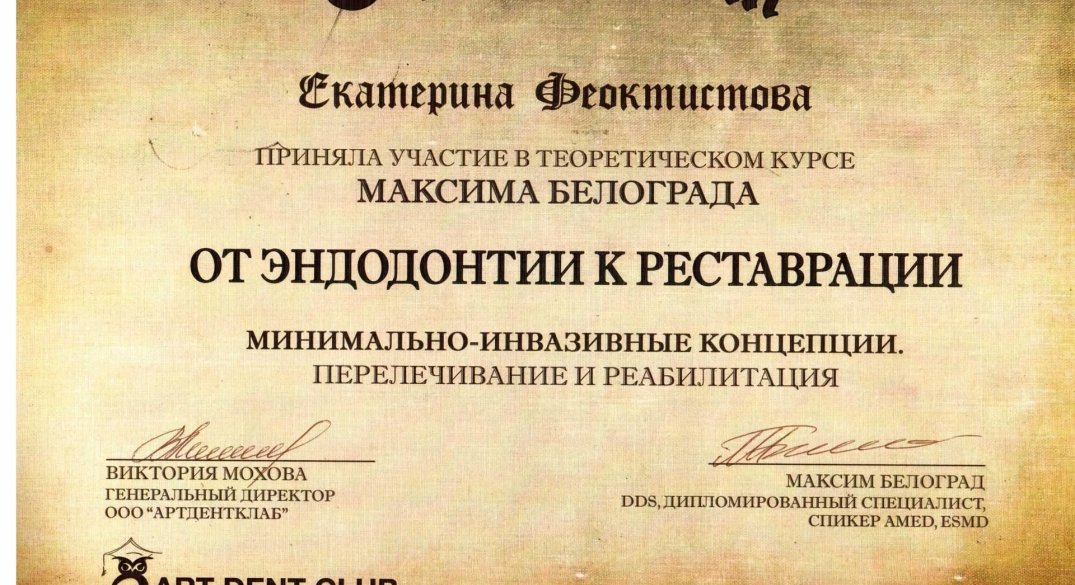 Екатерина Феоктистова
ПРИНЯЛА УЧАСТИЕ В ТЕОРЕТИЧЕСКОМ КУРСЕ
МАКСИМА БЕЛОГРАДА
ОТ ЭНДОДОНТИИ К РЕСТАВРАЦИИ
МИНИМАЛЬНО-ИНВАЗИВНЫЕ КОНЦЕПЦИИ.
ПЕРЕЛЕЧИВАНИЕ И РЕАБИЛИТАЦИЯ
ВИКТОРИЯ МОХОВА
ГЕНЕРАЛЬНЫЙ ДИРЕКТОР
ООО "АРТДЕНТКЛАБ"
МАКСИМ БЕЛОГРАД
DDS, ДИПЛОМИРОВАННЫЙ СПЕЦИАЛИСТ,
СПИКЕР AMED, ESMD
ART DENT CLUB